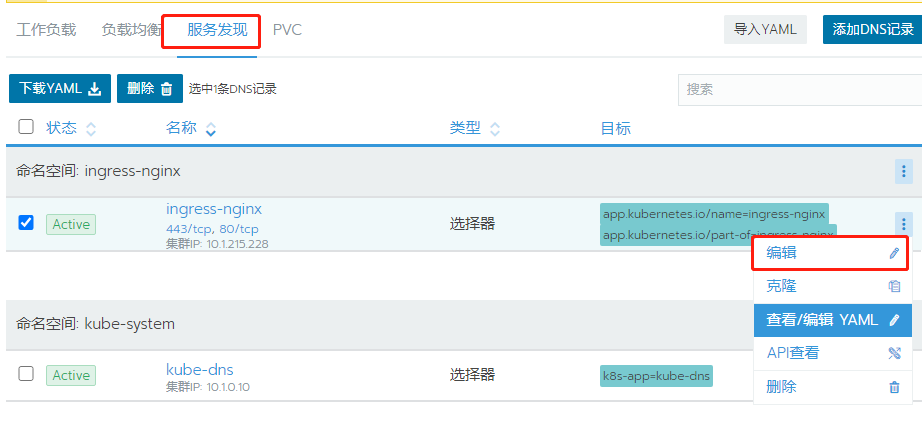 工作负载 负载均衡 服务发现 PVC 导入YAML 添加DNS记录
下载YAML 删除 选中1条DNS记录 搜索
状态 名称 类型 目标
命名空间: ingress-nginx
Active ingress-nginx 选择器 app.kubernetes.io/name=ingress-nginx
443/tcp, 80/tcp app.kubernetes.io/part-of=ingress-nginx
集群IP: 10.1.215.228
编辑
克隆
命名空间: kube-system
查看/编辑 YAML
API查看
Active kube-dns 选择器 k8s-app=kube-dns
集群IP: 10.1.0.10
删除